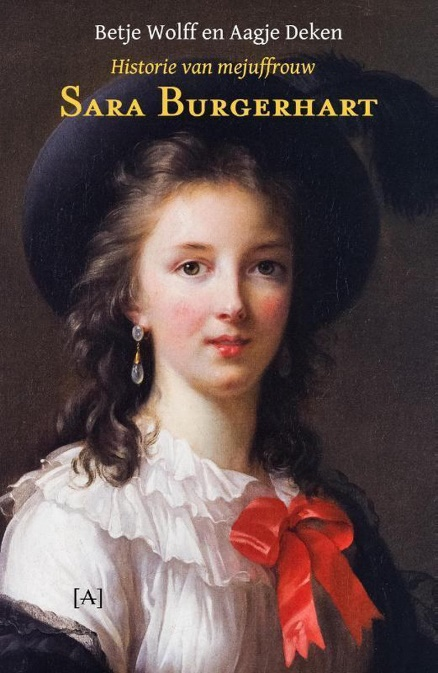 Betje Wolff en Aagje Deken
Historie van mejuffrouw
SARA BURGERHART
[A]